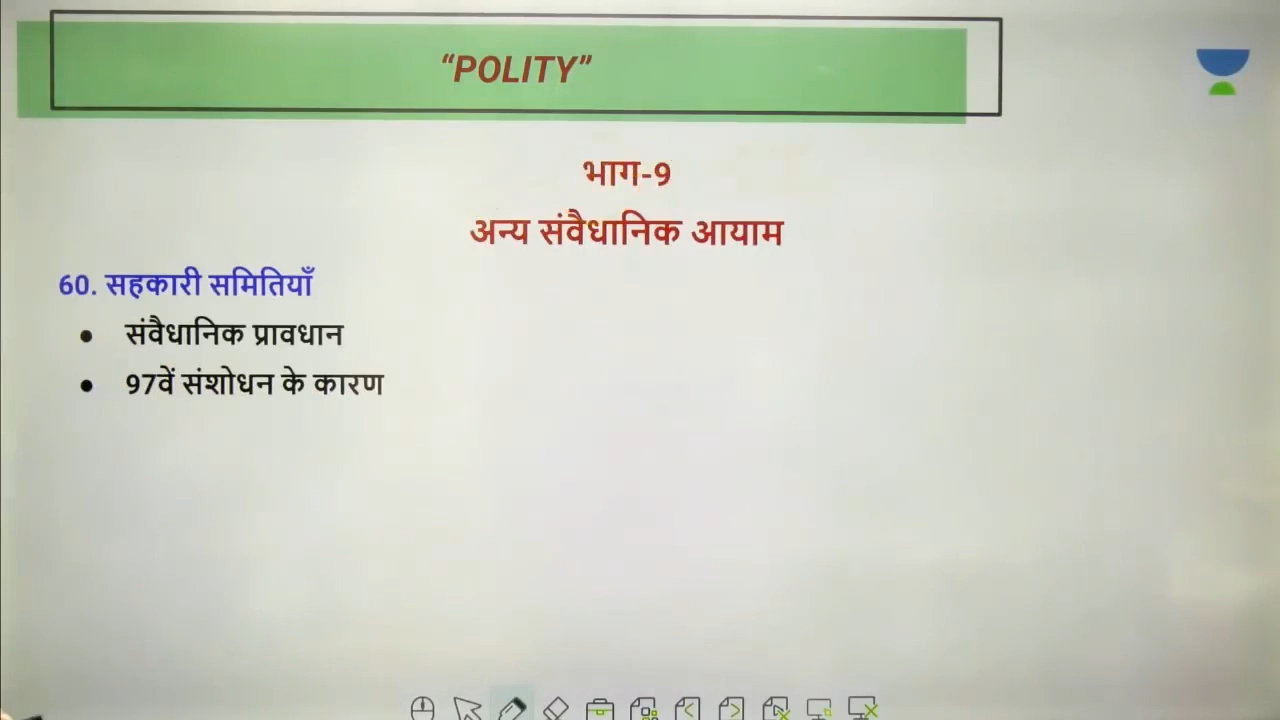 “POLITY”
भाग-9
अन्य संवैधानिक आयाम
60. सहकारी समितियाँ
• संवैधानिक प्रावधान
• 97वें संशोधन के कारण